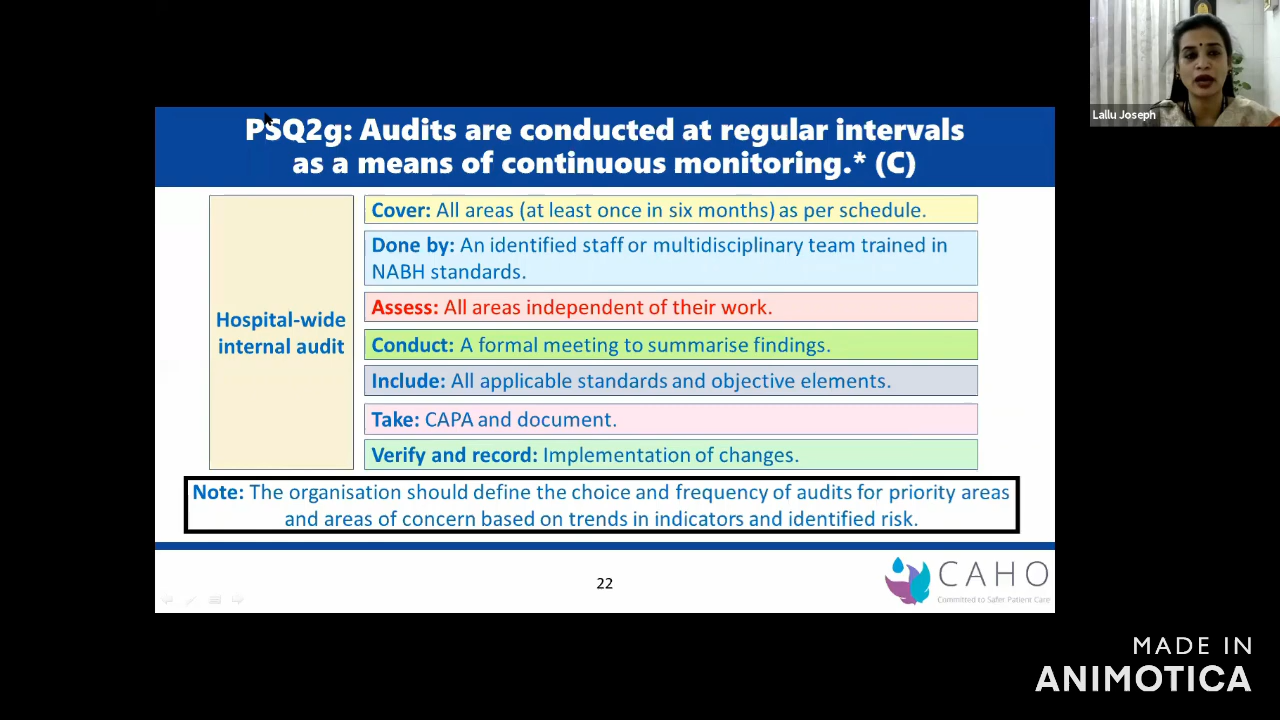 Lallu Joseph
PSQ2g: Audits are conducted at regular intervals
as a means of continuous monitoring.* (C)
Hospital-wide
internal audit
Cover: All areas (at least once in six months) as per schedule.
Done by: An identified staff or multidisciplinary team trained in
NABH standards.
Assess: All areas independent of their work.
Conduct: A formal meeting to summarise findings.
Include: All applicable standards and objective elements.
Take: CAPA and document.
Verify and record: Implementation of changes.
Note: The organisation should define the choice and frequency of audits for priority areas
and areas of concern based on trends in indicators and identified risk.
22
CAHO
Committed to Safer Patient Care
MADE IN
ANIMOTICA